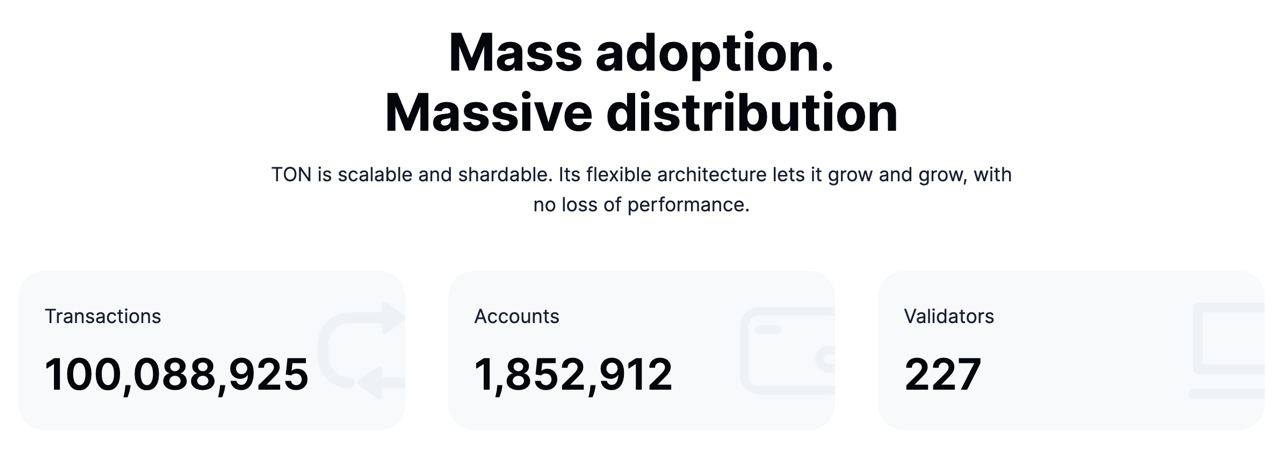 Mass adoption.
Massive distribution
TON is scalable and shardable. Its flexible architecture lets it grow and grow, with
no loss of performance.
Transactions
100,088,925
Accounts
1,852,912
Validators
227